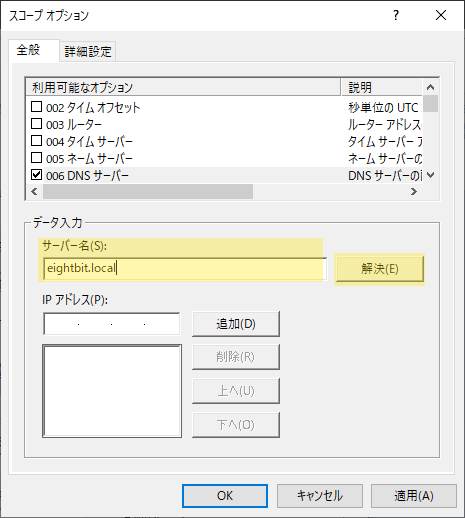 スコープ オプション
全般 詳細設定
利用可能なオプション 説明
002 タイム オフセット 秒単位の UTC
003 ルーター ルーター アドレス
004 タイム サーバー タイム サーバー ア
005 ネーム サーバー ネーム サーバーの
006 DNS サーバー DNS サーバーの
データ入力
サーバー名(S):
eightbit.local 解決(E)
IP アドレス(P):
. . . 追加(D)
削除(R)
上へ(U)
下へ(O)
OK キャンセル 適用(A)